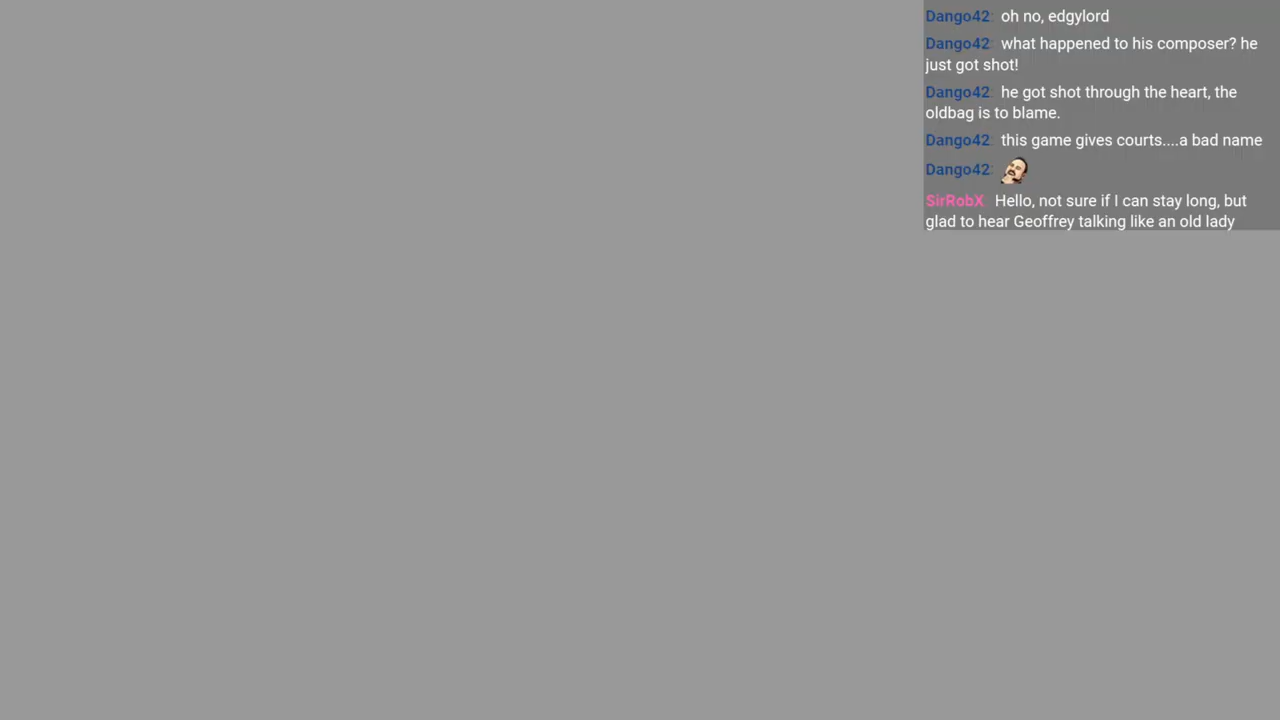 Dango42: oh no, edgylord
Dango42: what happened to his composer? he
just got shot!
Dango42: he got shot through the heart, the
oldbag is to blame.
Dango42: this game gives courts....a bad name
Dango42:
SirRobX: Hello, not sure if I can stay long, but
glad to hear Geoffrey talking like an old lady